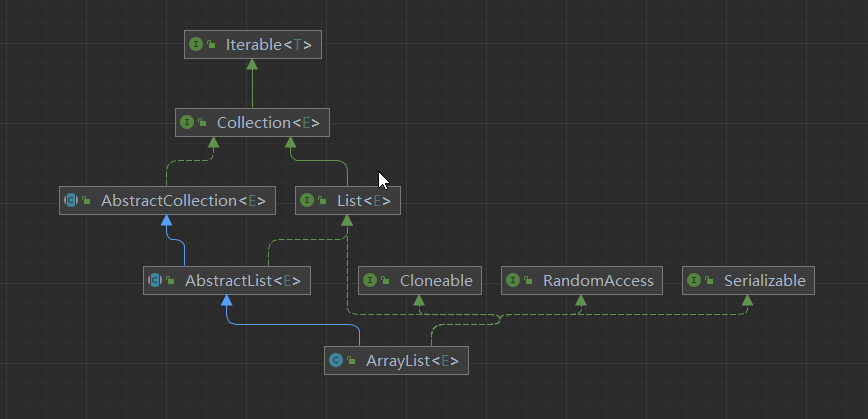 Iterable<T>
Collection<E>
AbstractCollection<E>
List<E>
AbstractList<E>
Cloneable
RandomAccess
Serializable
ArrayList<E>